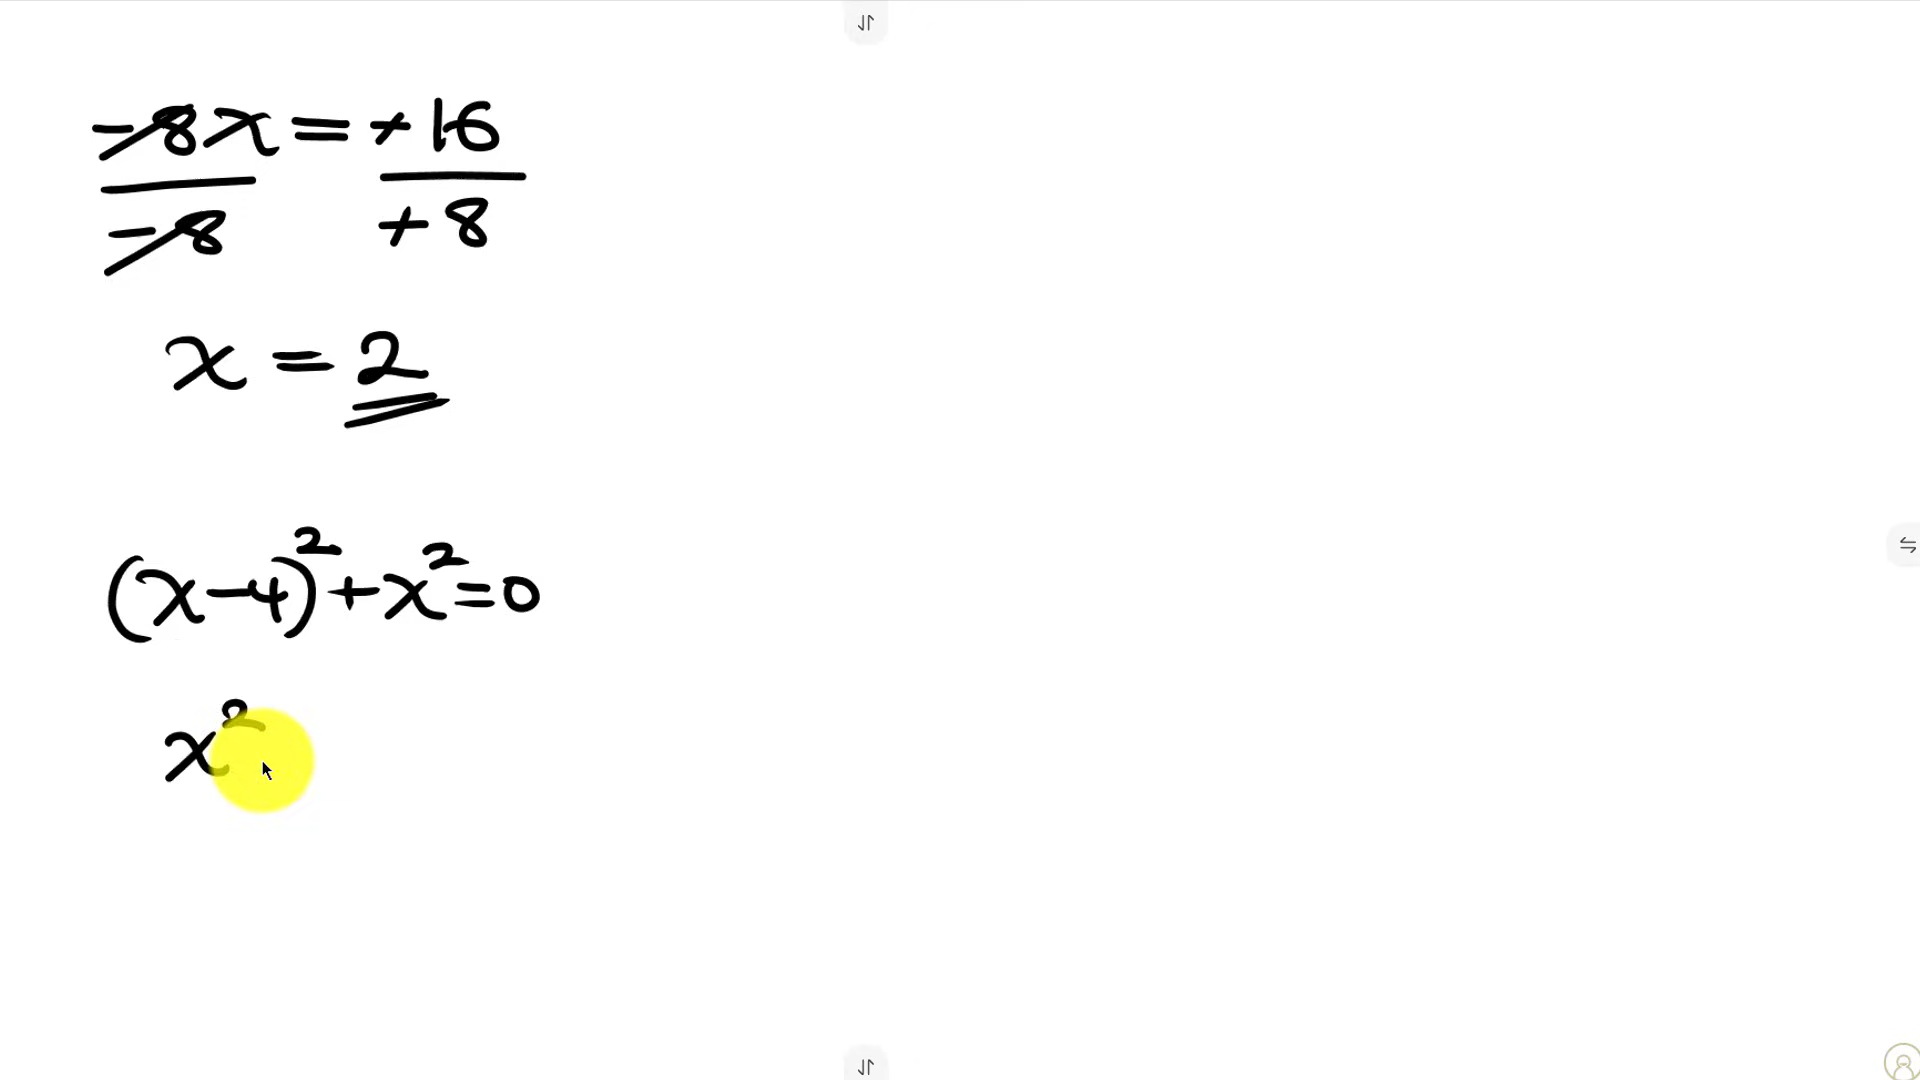 -8x = +16
-8 +8
x = 2
(x-4)²+x²=0
x²